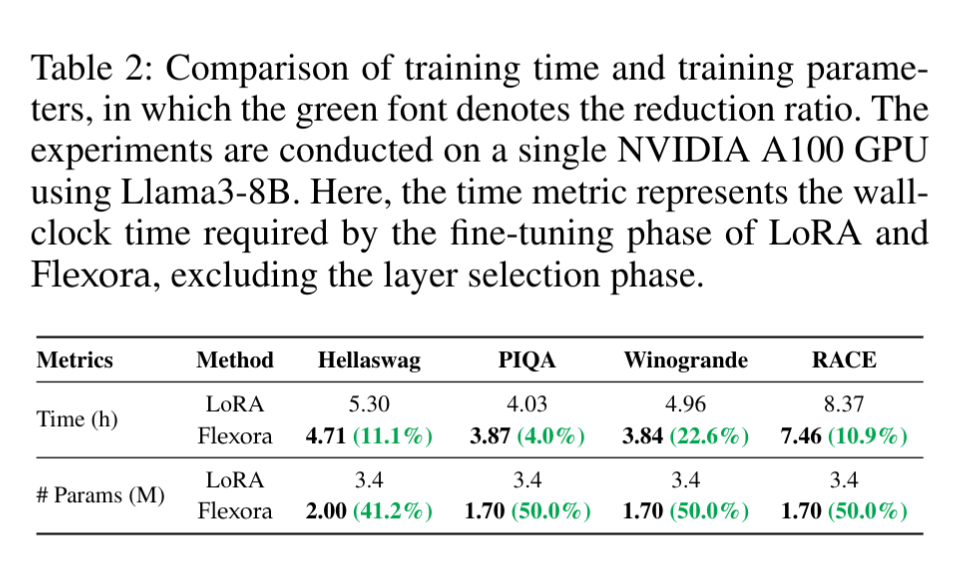 Table 2: Comparison of training time and training parame-
ters, in which the green font denotes the reduction ratio. The
experiments are conducted on a single NVIDIA A100 GPU
using Llama3-8B. Here, the time metric represents the wall-
clock time required by the fine-tuning phase of LoRA and
Flexora, excluding the layer selection phase.
Metrics Method Hellaswag PIQA Winogrande RACE
Time (h) LoRA 5.30 4.03 4.96 8.37
Flexora 4.71 (11.1%) 3.87 (4.0%) 3.84 (22.6%) 7.46 (10.9%)
# Params (M) LoRA 3.4 3.4 3.4 3.4
Flexora 2.00 (41.2%) 1.70 (50.0%) 1.70 (50.0%) 1.70 (50.0%)